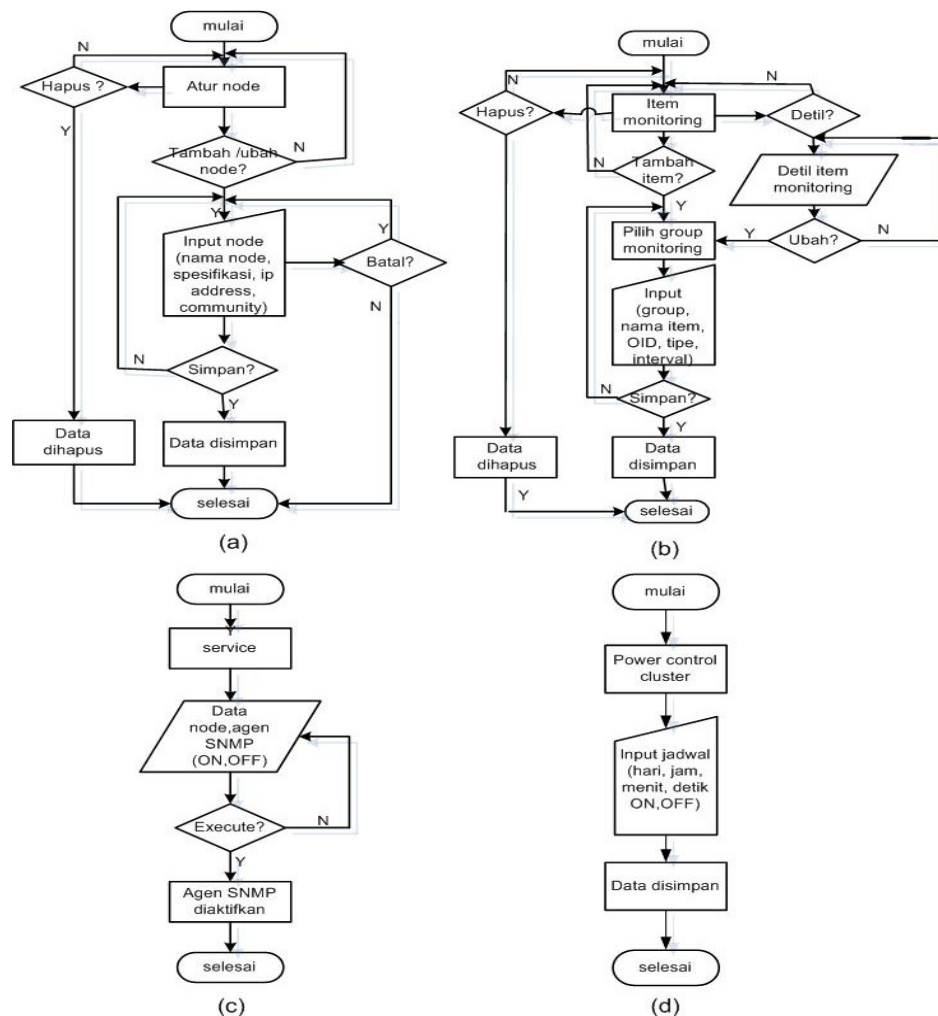 mulai
N
Hapus ?
Atur node
Y
Tambah /ubah
node?
N
Y
Y
Input node
(nama node,
spesifikasi, ip
address,
community)
Batal?
N
N
Simpan?
Y
Data
dihapus
Data disimpan
selesai
(a)
mulai
N
N
Hapus?
Item
monitoring
Detil?
Y
N
Tambah
item?
Y
Detil item
monitoring
Y
Pilih group
monitoring
Y
Ubah?
N
Input
(group,
nama item,
OID, tipe,
interval)
N
Simpan?
Y
Data
dihapus
Data
disimpan
Y
selesai
(b)
mulai
Y
service
Data
node,agen
SNMP
(ON,OFF)
Execute?
N
Y
Agen SNMP
diaktifkan
selesai
(c)
mulai
Power control
cluster
Input jadwal
(hari, jam,
menit, detik
ON,OFF)
Data disimpan
selesai
(d)